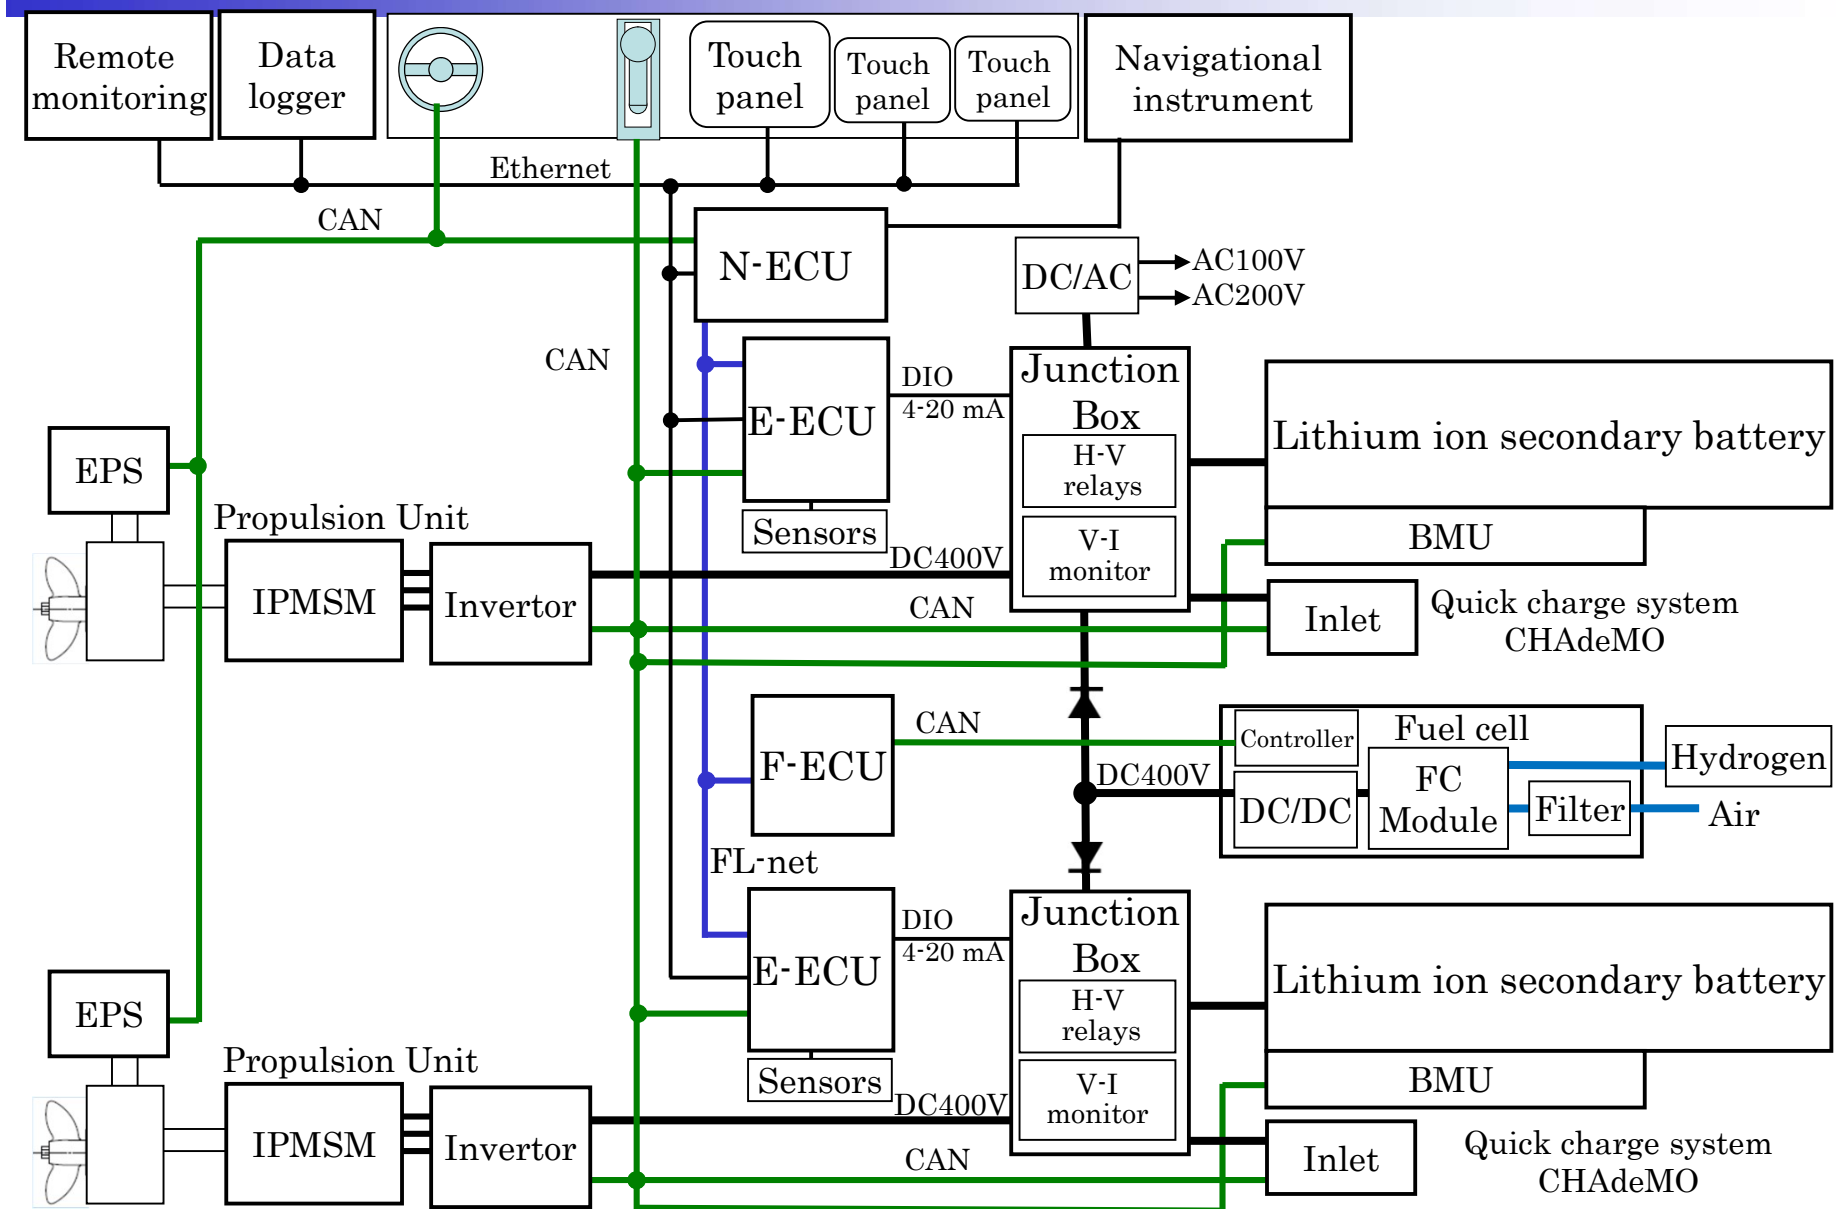 Remote
monitoring
Data
logger
Touch
panel
Touch
panel
Touch
panel
Navigational
instrument
Ethernet
CAN
N-ECU
DC/AC
AC100V
AC200V
CAN
E-ECU
DIO
4-20 mA
Sensors
Junction
Box
H-V
relays
V-I
monitor
Lithium ion secondary battery
BMU
EPS
Propulsion Unit
IPMSM
Invertor
DC400V
CAN
Inlet
Quick charge system
CHAdeMO
F-ECU
CAN
DC400V
Controller
Fuel cell
DC/DC
FC
Module
Filter
Hydrogen
Air
FL-net
E-ECU
DIO
4-20 mA
Sensors
Junction
Box
H-V
relays
V-I
monitor
Lithium ion secondary battery
BMU
EPS
Propulsion Unit
IPMSM
Invertor
DC400V
CAN
Inlet
Quick charge system
CHAdeMO